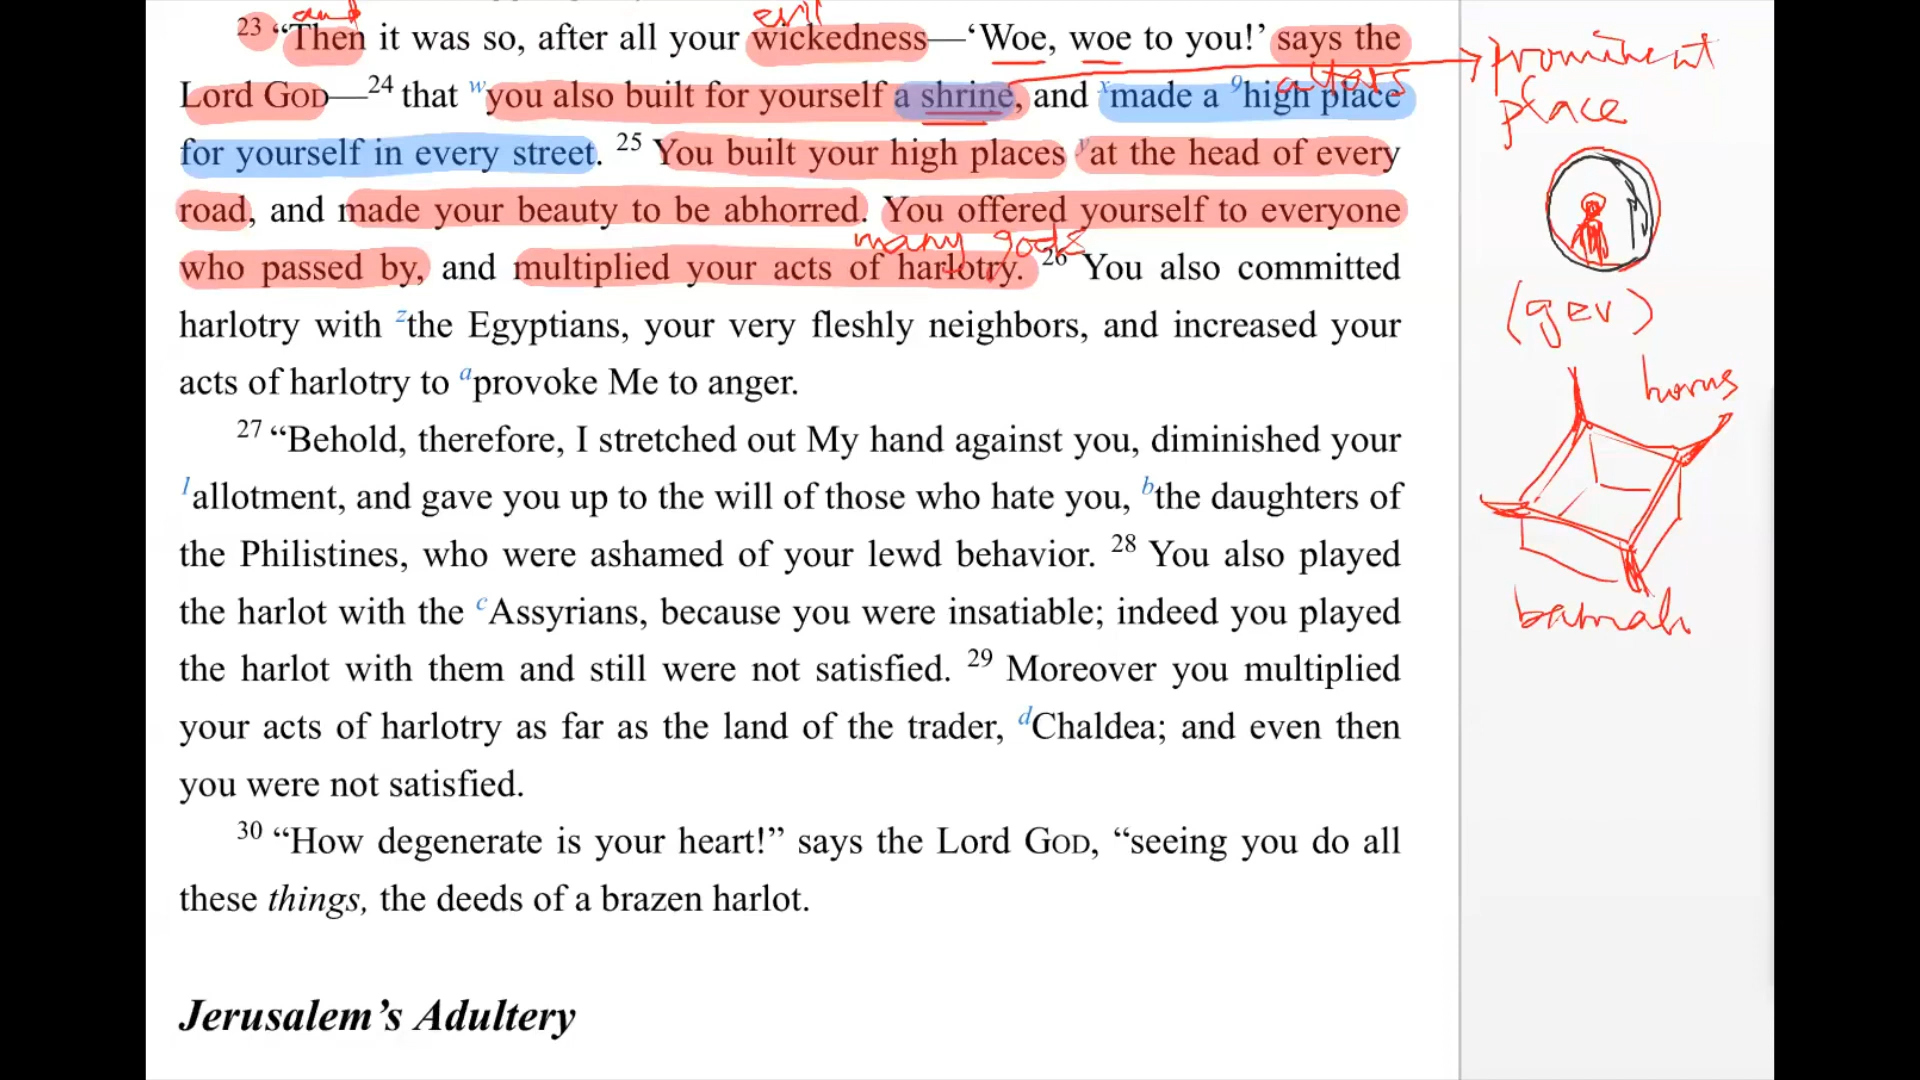 and evil
23 “Then it was so, after all your wickedness—‘Woe, woe to you!’ says the
prominent
altars
Lord GOD—24 that wyou also built for yourself a shrine, and xmade a 9high place
place
for yourself in every street. 25 You built your high places yat the head of every
road, and made your beauty to be abhorred. You offered yourself to everyone
many gods
who passed by, and multiplied your acts of harlotry. 26 You also committed
(gev)
harlotry with zthe Egyptians, your very fleshly neighbors, and increased your
acts of harlotry to aprovoke Me to anger.
horns
27 “Behold, therefore, I stretched out My hand against you, diminished your
1allotment, and gave you up to the will of those who hate you, bthe daughters of
the Philistines, who were ashamed of your lewd behavior. 28 You also played
the harlot with the cAssyrians, because you were insatiable; indeed you played
bamah
the harlot with them and still were not satisfied. 29 Moreover you multiplied
your acts of harlotry as far as the land of the trader, dChaldea; and even then
you were not satisfied.
30 “How degenerate is your heart!” says the Lord GOD, “seeing you do all
these things, the deeds of a brazen harlot.
Jerusalem’s Adultery